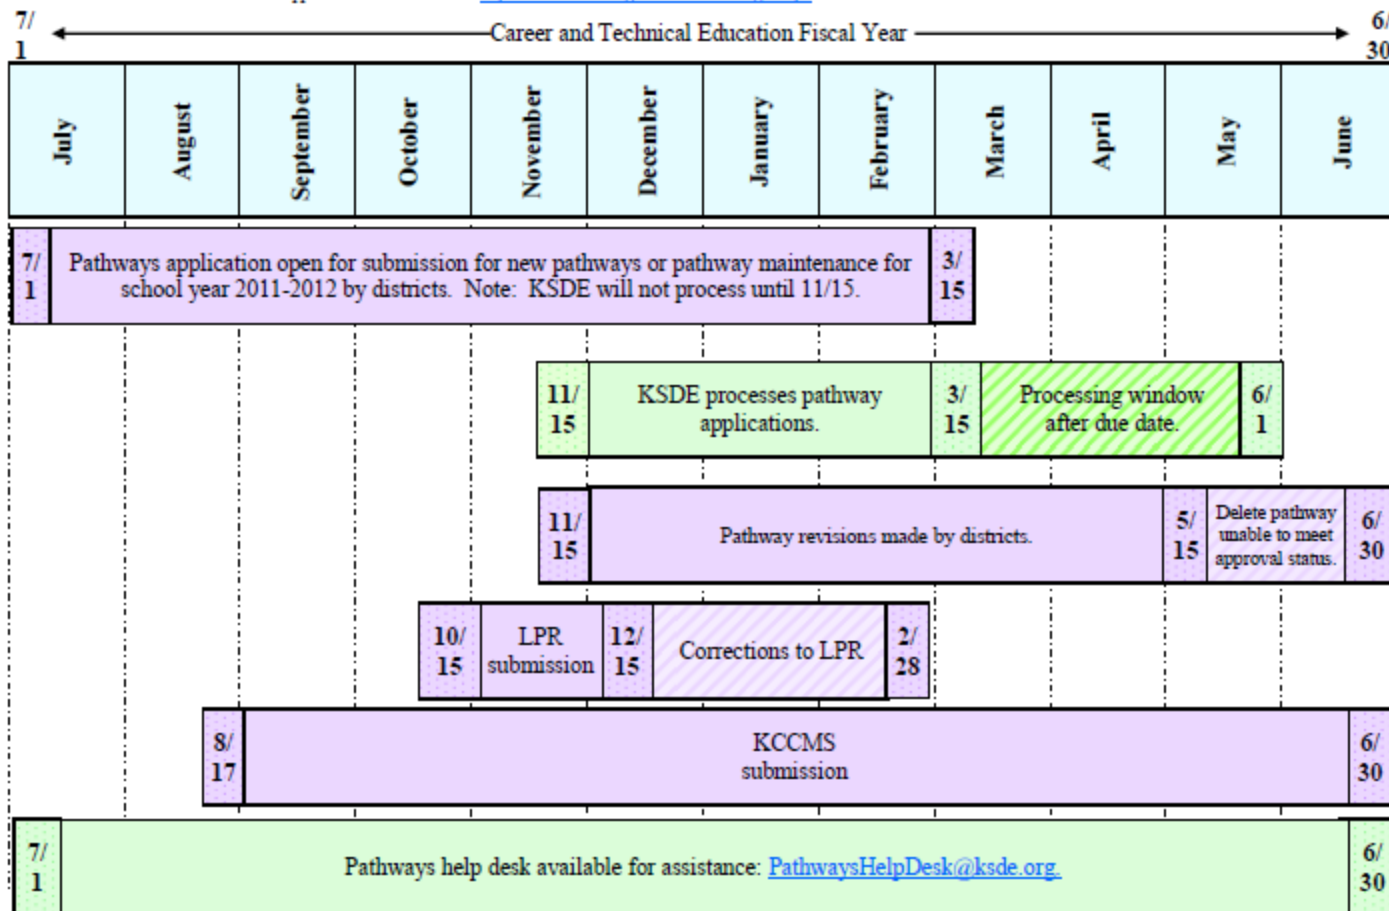 7/
1
Career and Technical Education Fiscal Year
6/
30
July
August
September
October
November
December
January
February
March
April
May
June
7/
1
Pathways application open for submission for new pathways or pathway maintenance for
school year 2011-2012 by districts. Note: KSDE will not process until 11/15.
3/
15
11/
15
KSDE processes pathway
applications.
3/
15
Processing window
after due date.
6/
1
11/
15
Pathway revisions made by districts.
5/
15
Delete pathway
unable to meet
approval status.
6/
30
10/
15
LPR
submission
12/
15
Corrections to LPR
2/
28
8/
17
KCCMS
submission
6/
30
7/
1
Pathways help desk available for assistance: PathwaysHelpDesk@ksde.org.
6/
30